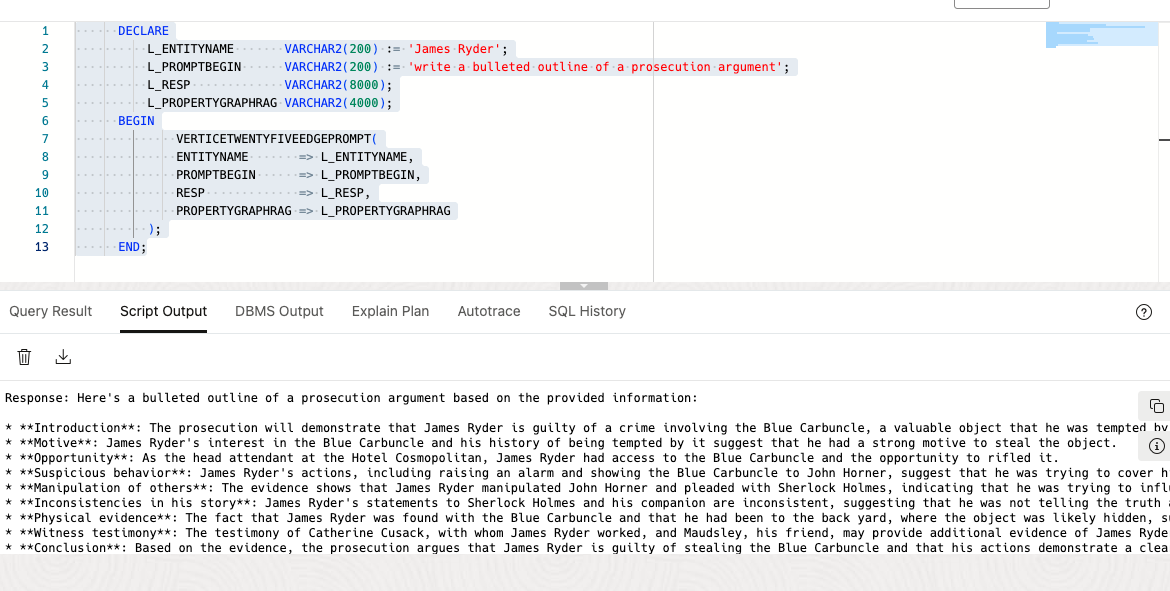 1 DECLARE
2 L_ENTITYNAME VARCHAR2(200) := 'James Ryder';
3 L_PROMPTBEGIN VARCHAR2(200) := 'write a bulleted outline of a prosecution argument';
4 L_RESP VARCHAR2(8000);
5 L_PROPERTYGRAPHRAG VARCHAR2(4000);
6 BEGIN
7 VERTICETWENTYFIVEEDGEPROMPT(
8 ENTITYNAME => L_ENTITYNAME,
9 PROMPTBEGIN => L_PROMPTBEGIN,
10 RESP => L_RESP,
11 PROPERTYGRAPHRAG => L_PROPERTYGRAPHRAG
12 );
13 END;
Query Result Script Output DBMS Output Explain Plan Autotrace SQL History
Response: Here's a bulleted outline of a prosecution argument based on the provided information:
* **Introduction**: The prosecution will demonstrate that James Ryder is guilty of a crime involving the Blue Carbuncle, a valuable object that he was tempted by
* **Motive**: James Ryder's interest in the Blue Carbuncle and his history of being tempted by it suggest that he had a strong motive to steal the object.
* **Opportunity**: As the head attendant at the Hotel Cosmopolitan, James Ryder had access to the Blue Carbuncle and the opportunity to rifled it.
* **Suspicious behavior**: James Ryder's actions, including raising an alarm and showing the Blue Carbuncle to John Horner, suggest that he was trying to cover h
* **Manipulation of others**: The evidence shows that James Ryder manipulated John Horner and pleaded with Sherlock Holmes, indicating that he was trying to infl
* **Inconsistencies in his story**: James Ryder's statements to Sherlock Holmes and his companion are inconsistent, suggesting that he was not telling the truth
* **Physical evidence**: The fact that James Ryder was found with the Blue Carbuncle and that he had been to the back yard, where the object was likely hidden, s
* **Witness testimony**: The testimony of Catherine Cusack, with whom James Ryder worked, and Maudsley, his friend, may provide additional evidence of James Ryde
* **Conclusion**: Based on the evidence, the prosecution argues that James Ryder is guilty of stealing the Blue Carbuncle and that his actions demonstrate a clea